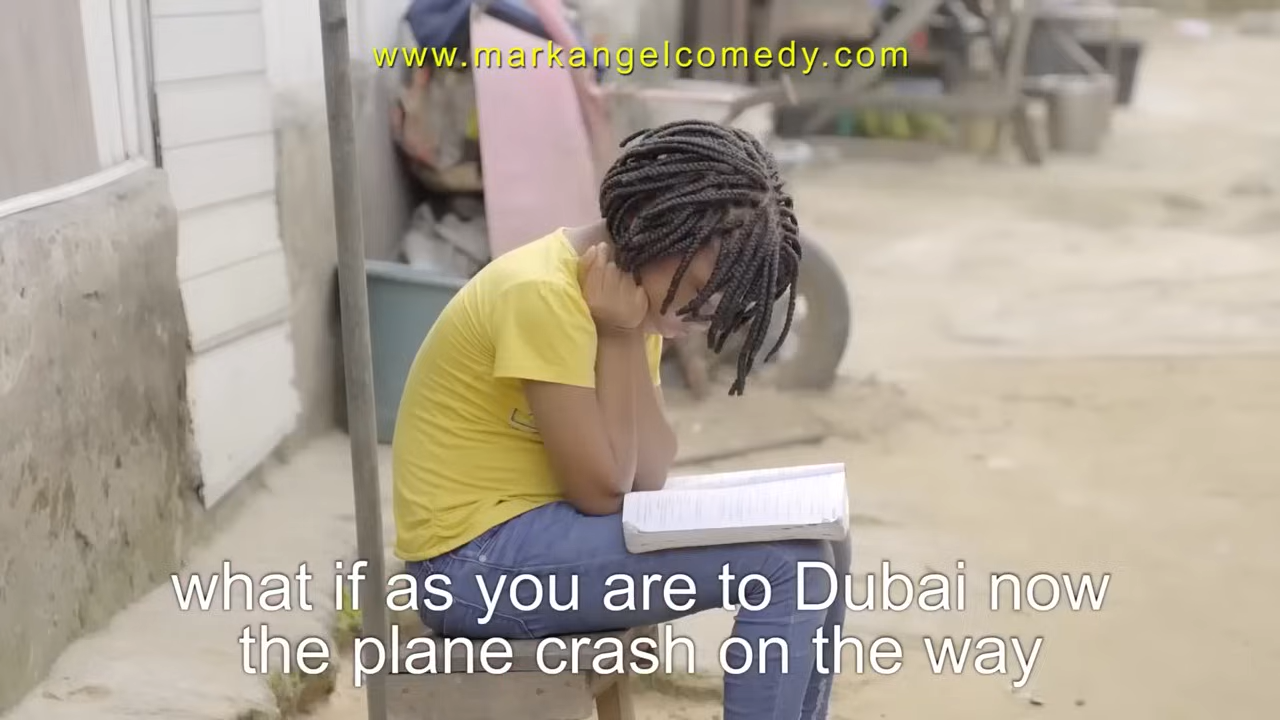 www.markangelcomedy.com
what if as you are to Dubai now
the plane crash on the way